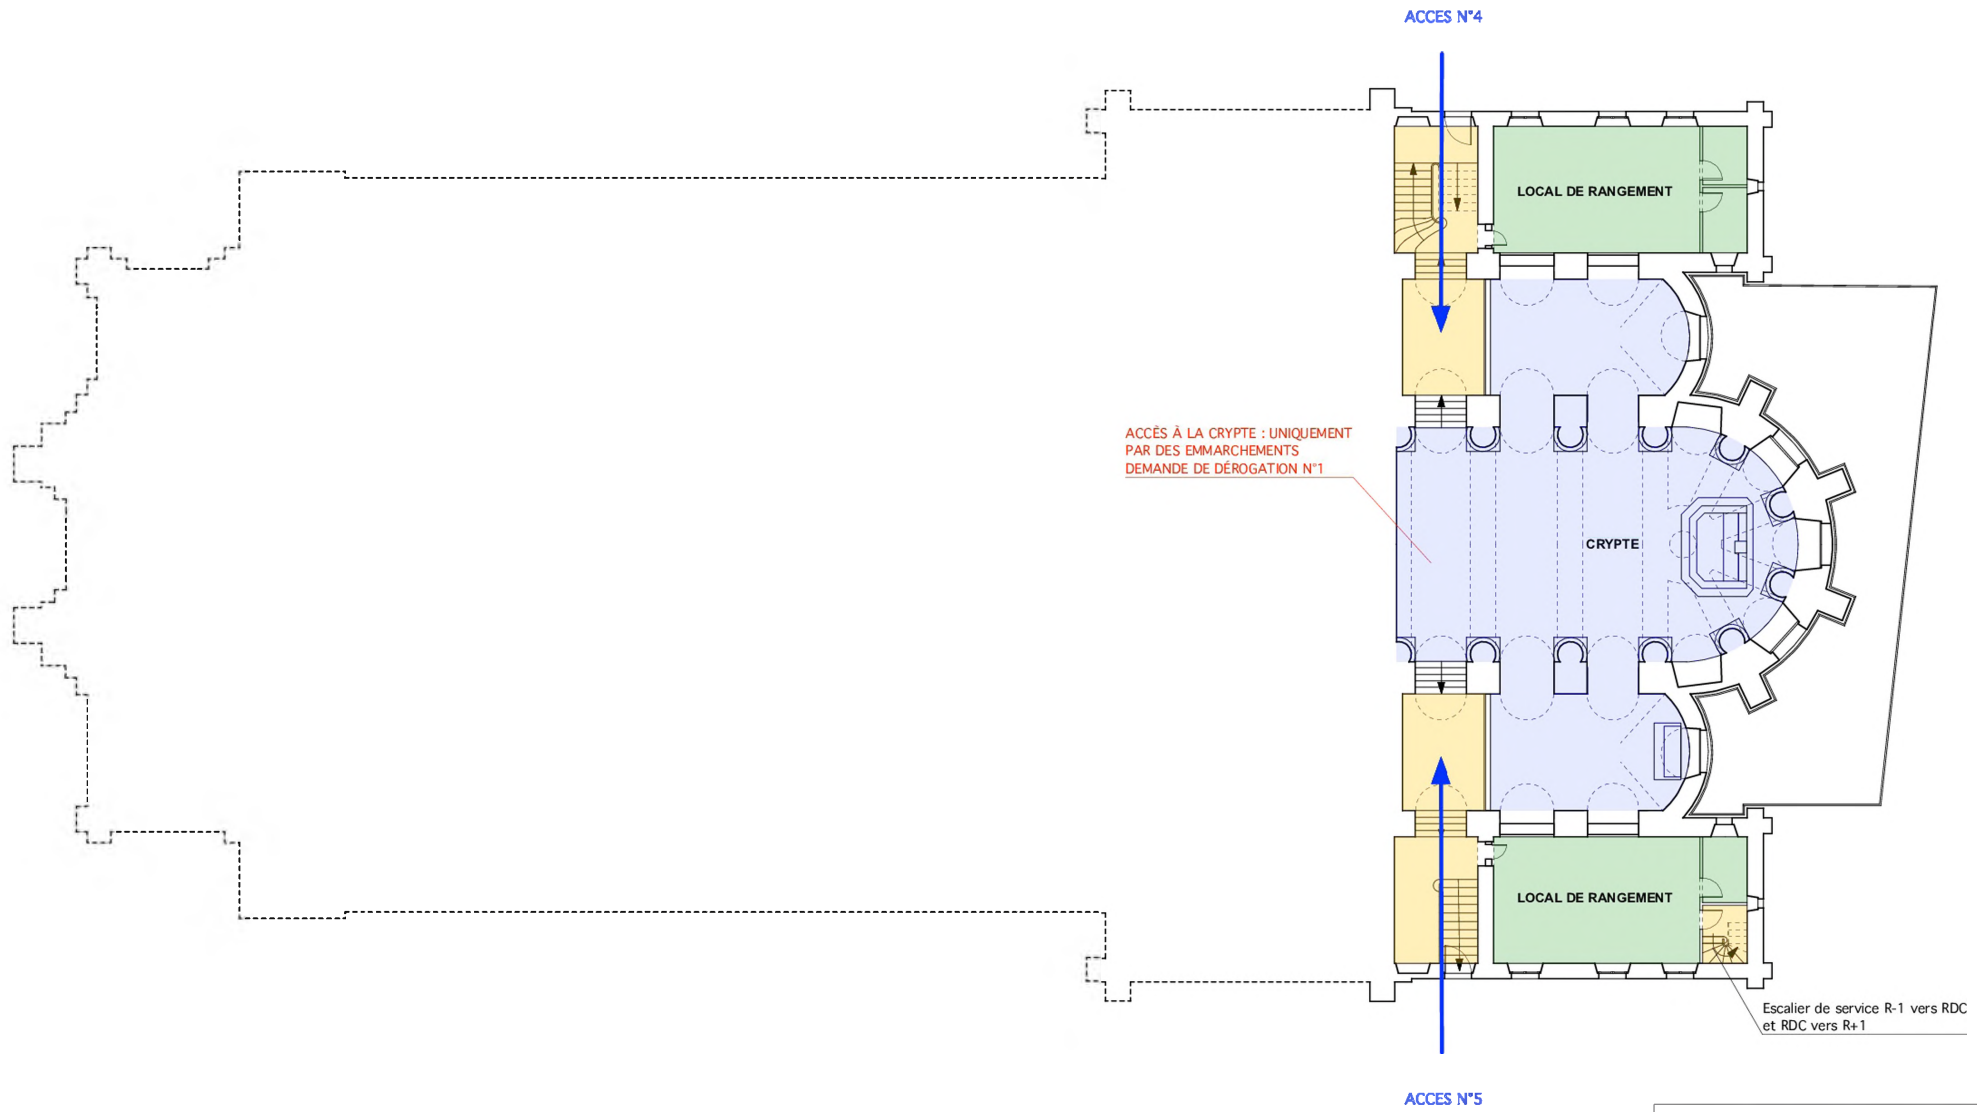 ACCES N°4
LOCAL DE RANGEMENT
ACCÈS À LA CRYPTE : UNIQUEMENT
PAR DES EMMARCHEMENTS
DEMANDE DE DÉROGATION N°1
CRYPTE
LOCAL DE RANGEMENT
Escalier de service R-1 vers RDC
et RDC vers R+1
ACCES N°5